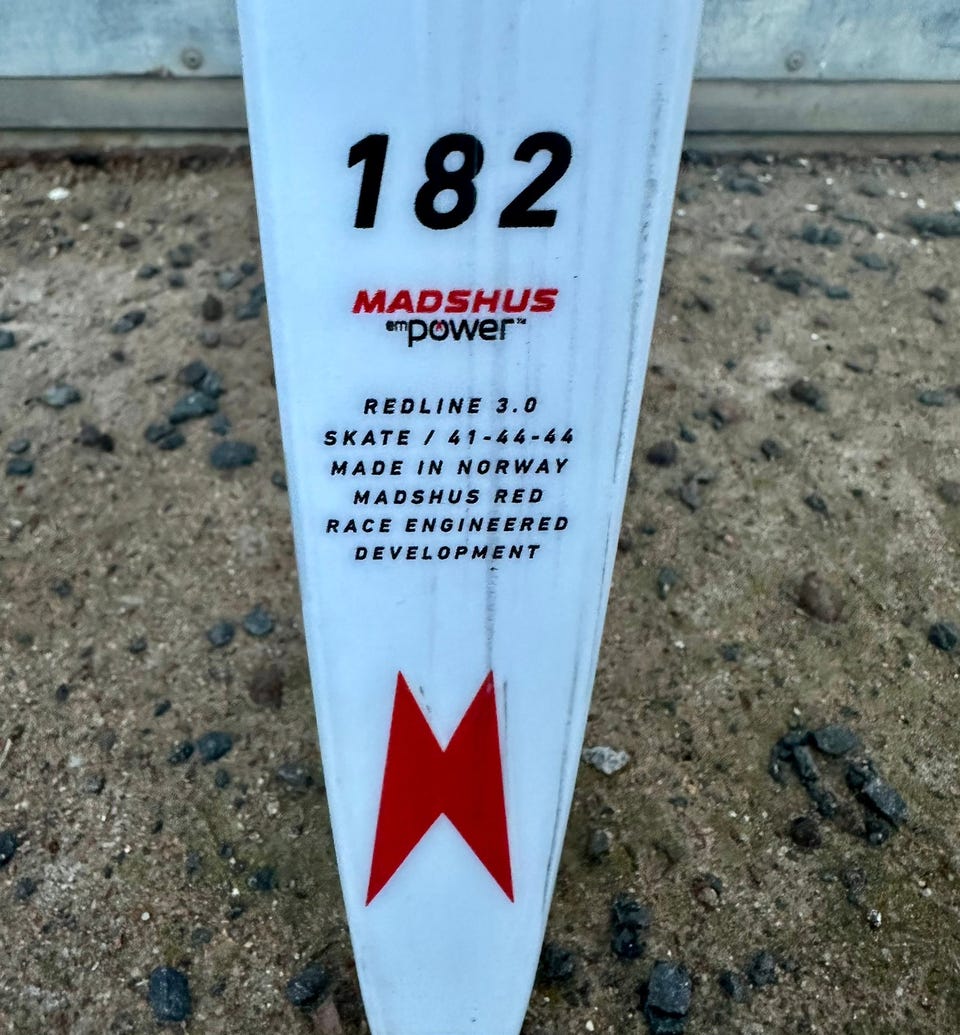 182
MADSHUS
empower™
REDLINE 3.0
SKATE / 41-44-44
MADE IN NORWAY
MADSHUS RED
RACE ENGINEERED
DEVELOPMENT